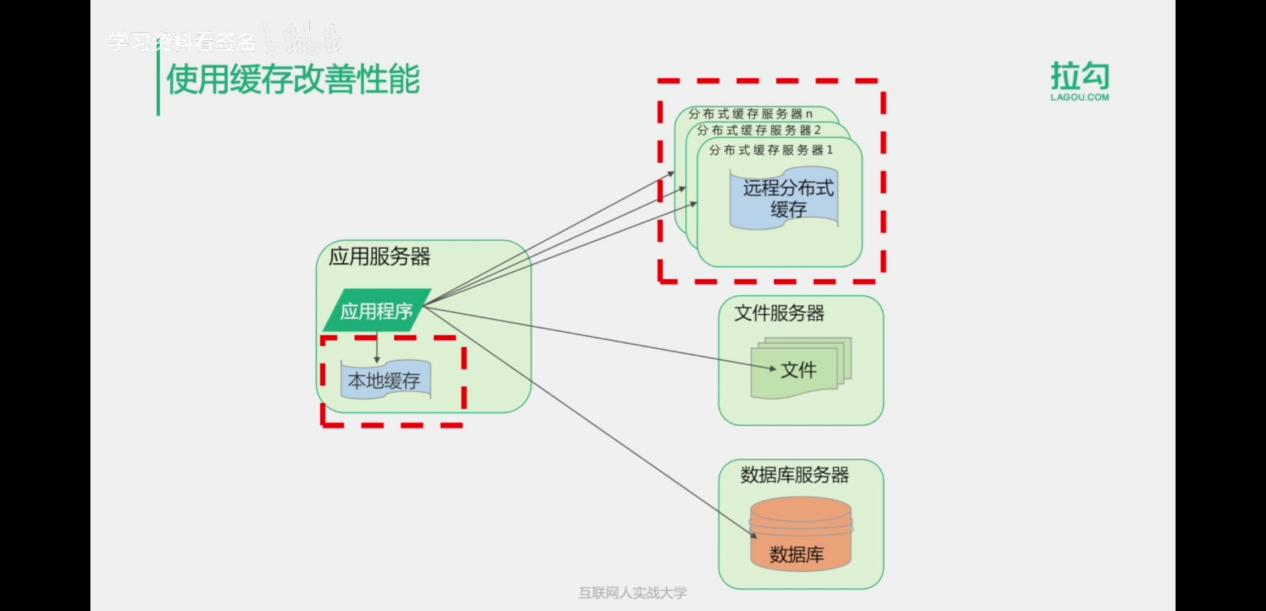 学习资料看签名
使用缓存改善性能
拉勾
LAGOU.COM
分布式缓存服务器n
分布式缓存服务器2
分布式缓存服务器1
远程分布式
缓存
应用服务器
应用程序
本地缓存
文件服务器
文件
数据库服务器
数据库
互联网人实战大学